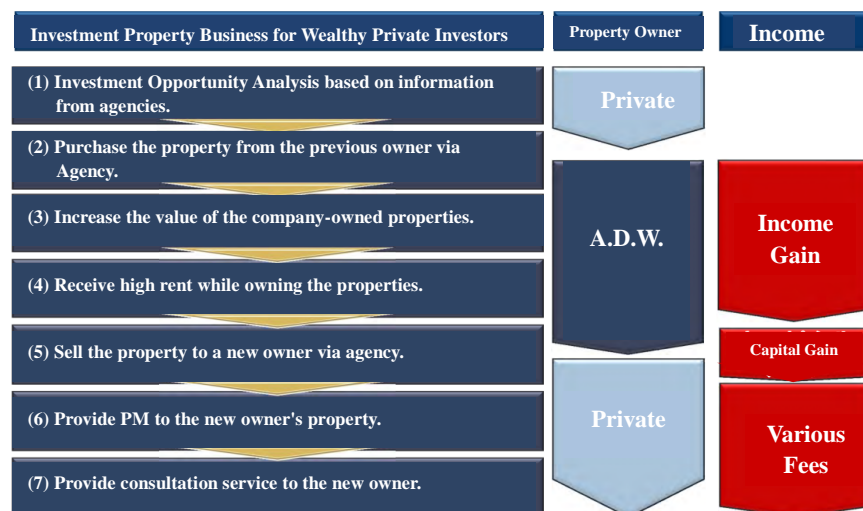 Investment Property Business for Wealthy Private Investors
Property Owner
Income
(1) Investment Opportunity Analysis based on information
from agencies.
Private
(2) Purchase the property from the previous owner via
Agency.
(3) Increase the value of the company-owned properties.
A.D.W.
Income
Gain
(4) Receive high rent while owning the properties.
(5) Sell the property to a new owner via agency.
Capital Gain
(6) Provide PM to the new owner's property.
Private
Various
Fees
(7) Provide consultation service to the new owner.